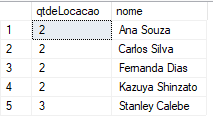 qtdeLocacao nome
1 2 Ana Souza
2 2 Carlos Silva
3 2 Fernanda Dias
4 2 Kazuya Shinzato
5 3 Stanley Calebe